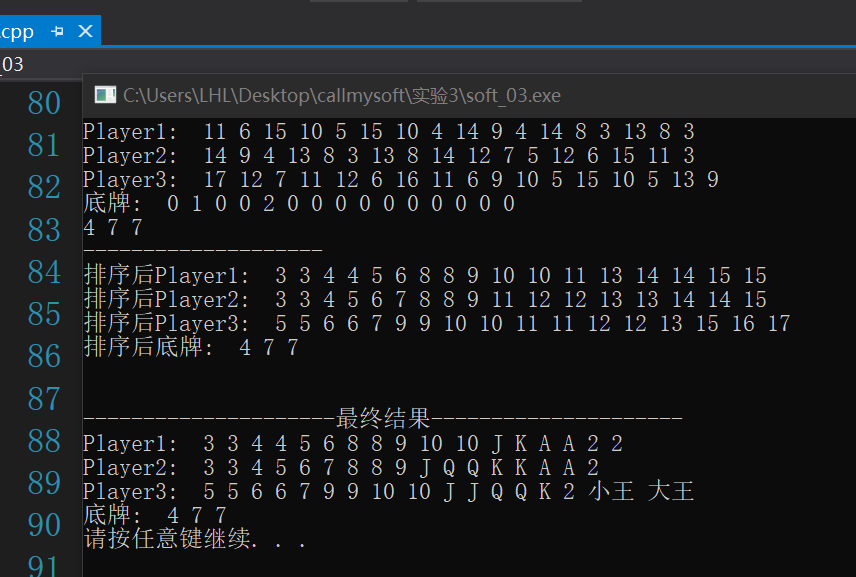 .cpp
_03
80
81
82
83
84
85
86
87
88
89
90
91
C:\Users\LHL\Desktop\callmysoft\实验3\soft_03.exe
Player1:  11 6 15 10 5 15 10 4 14 9 4 14 8 3 13 8 3
Player2:  14 9 4 13 8 3 13 8 14 12 7 5 12 6 15 11 3
Player3:  17 12 7 11 12 6 16 11 6 9 10 5 15 10 5 13 9
底牌:  0 1 0 0 2 0 0 0 0 0 0 0 0 0 0
4 7 7
--------------------
排序后Player1:  3 3 4 4 5 6 8 8 9 10 10 11 13 14 14 15 15
排序后Player2:  3 3 4 5 6 7 8 8 9 11 12 12 13 13 14 14 15
排序后Player3:  5 5 6 6 7 9 9 10 10 11 11 12 12 13 15 16 17
排序后底牌:  4 7 7
---------------------最终结果---------------------
Player1:  3 3 4 4 5 6 8 8 9 10 10 J K A A 2 2
Player2:  3 3 4 5 6 7 8 8 9 J Q Q K K A A 2
Player3:  5 5 6 6 7 9 9 10 10 J J Q Q K 2 小王 大王
底牌:  4 7 7
请按任意键继续. . .